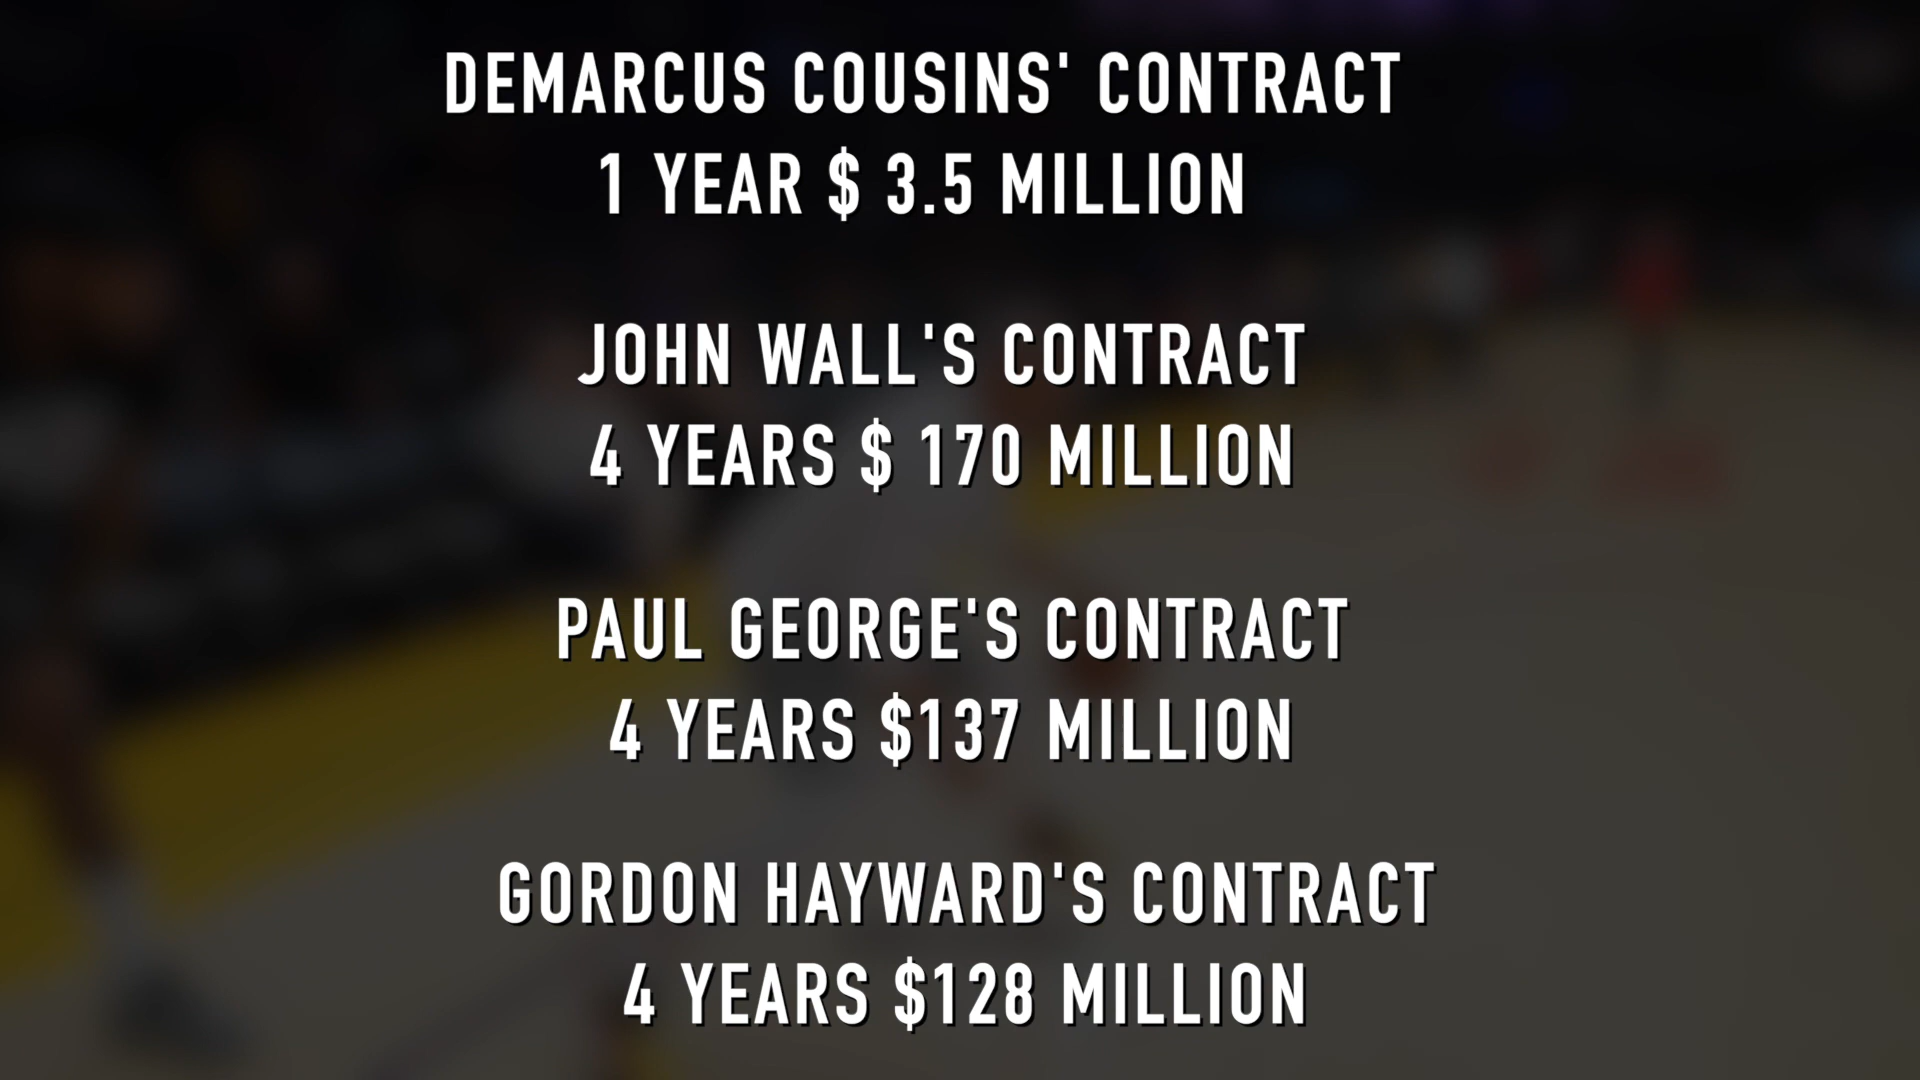 DEMARCUS COUSINS' CONTRACT
1 YEAR $ 3.5 MILLION
JOHN WALL'S CONTRACT
4 YEARS $ 170 MILLION
PAUL GEORGE'S CONTRACT
4 YEARS $137 MILLION
GORDON HAYWARD'S CONTRACT
4 YEARS $128 MILLION